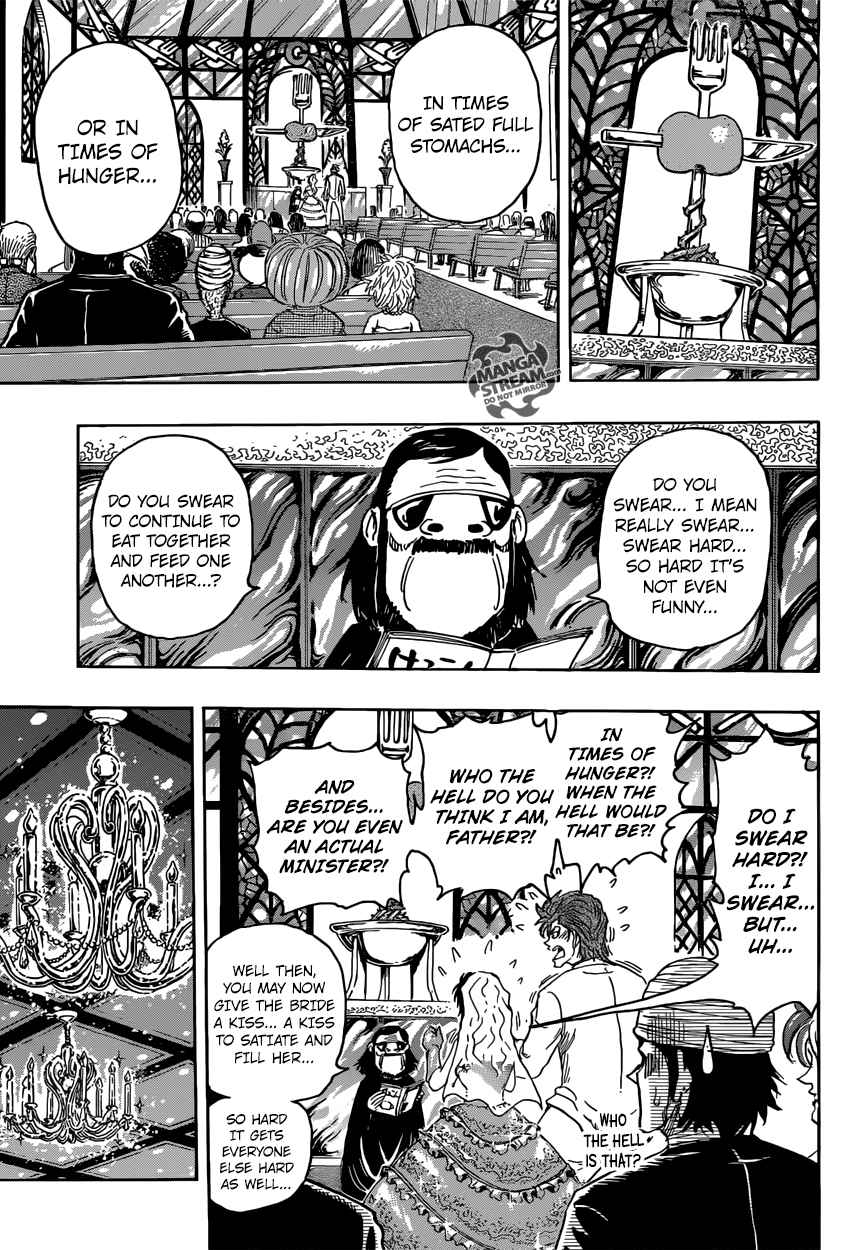 IN TIMES
OF SATED FULL
STOMACHS...
OR IN
TIMES OF
HUNGER...
MANGA
STREAM.com
DO NOT MIRROR
DO YOU
SWEAR... I MEAN
REALLY SWEAR...
SWEAR HARD...
SO HARD IT'S
NOT EVEN
FUNNY...
DO YOU SWEAR
TO CONTINUE TO
EAT TOGETHER
AND FEED ONE
ANOTHER...?
けっこん
DO I
SWEAR
HARD?!
I... I
SWEAR...
BUT...
UH...
IN
TIMES OF
HUNGER?!
WHEN THE
HELL WOULD
THAT BE?!
WHO THE
HELL DO YOU
THINK I AM,
FATHER?!
AND
BESIDES...
ARE YOU EVEN
AN ACTUAL
MINISTER?!
WELL THEN,
YOU MAY NOW
GIVE THE BRIDE
A KISS... A KISS
TO SATIATE AND
FILL HER...
SO HARD
IT GETS
EVERYONE
ELSE HARD
AS WELL...
WHO
THE HELL
IS THAT?